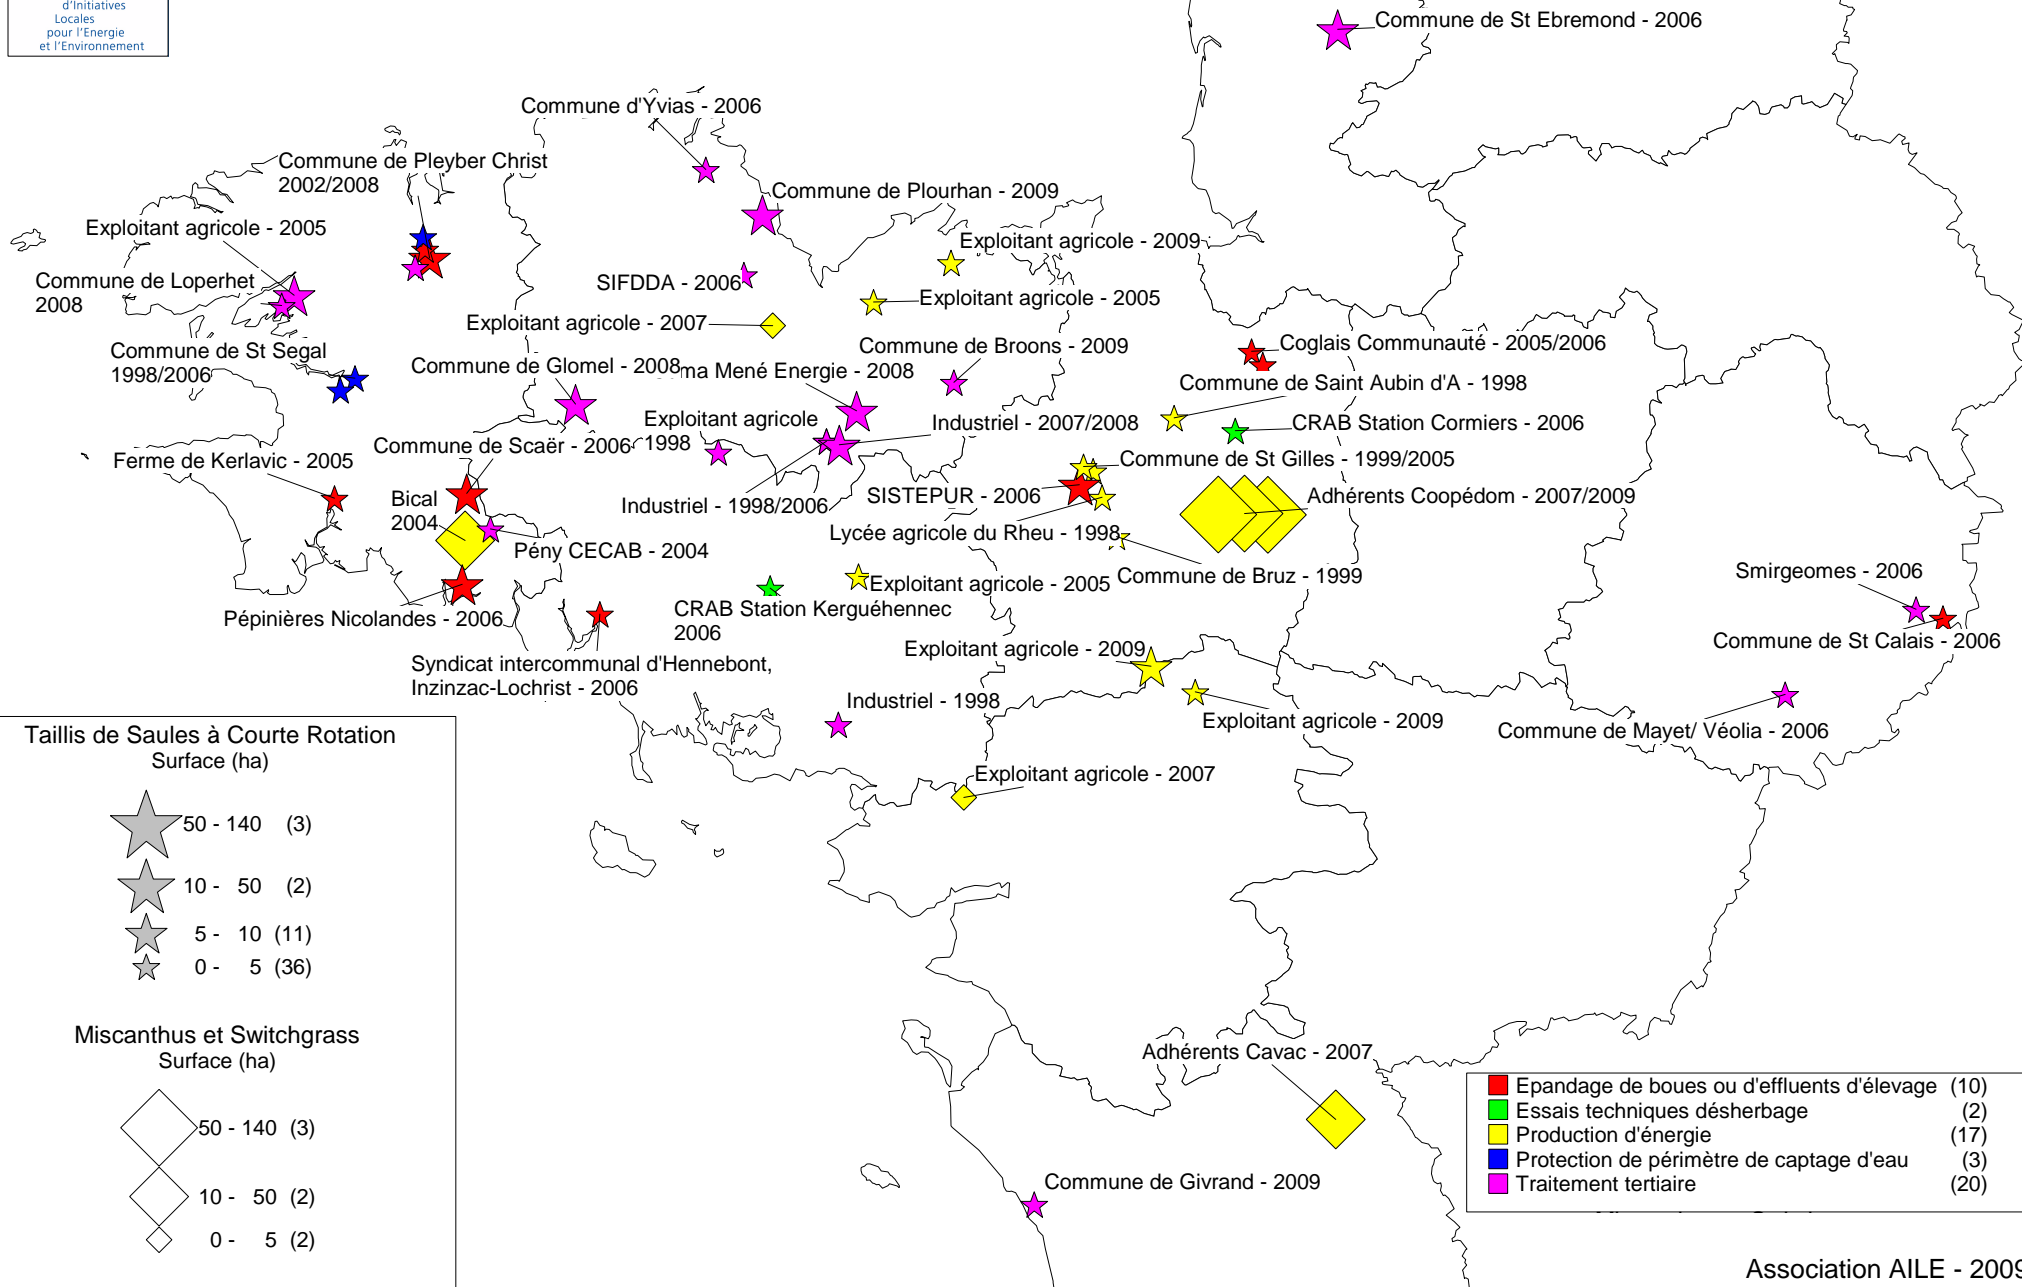 d'Initiatives
Locales
pour l'Energie
et l'Environnement
Commune de St Ebremond - 2006
Commune d'Yvias - 2006
Commune de Pleyber Christ
2002/2008
Commune de Plourhan - 2009
Exploitant agricole - 2005
Exploitant agricole - 2009
Commune de Loperhet
2008
SIFDDA - 2006
Exploitant agricole - 2005
Exploitant agricole - 2007
Commune de St Segal
1998/2006
Commune de Broons - 2009
Coglais Communauté - 2005/2006
Commune de Glomel - 2008
Mené Energie - 2008
Commune de Saint Aubin d'A - 1998
Exploitant agricole
1998
Industriel - 2007/2008
CRAB Station Cormiers - 2006
Commune de Scaër - 2006
Ferme de Kerlavic - 2005
Commune de St Gilles - 1999/2005
Bical
2004
Industriel - 1998/2006
SISTEPUR - 2006
Adhérents Coopédom - 2007/2009
Lycée agricole du Rheu - 1998
Pény CECAB - 2004
Exploitant agricole - 2005
Commune de Bruz - 1999
Smirgeomes - 2006
CRAB Station Kerguéhennec
2006
Pépinières Nicolandes - 2006
Commune de St Calais - 2006
Exploitant agricole - 2009
Syndicat intercommunal d'Hennebont,
Inzinzac-Lochrist - 2006
Industriel - 1998
Exploitant agricole - 2009
Commune de Mayet/ Véolia - 2006
Exploitant agricole - 2007
Taillis de Saules à Courte Rotation
Surface (ha)
50 - 140 (3)
10 - 50 (2)
5 - 10 (11)
0 - 5 (36)
Miscanthus et Switchgrass
Surface (ha)
50 - 140 (3)
10 - 50 (2)
0 - 5 (2)
Adhérents Cavac - 2007
Commune de Givrand - 2009
Epandage de boues ou d'effluents d'élevage (10)
Essais techniques désherbage (2)
Production d'énergie (17)
Protection de périmètre de captage d'eau (3)
Traitement tertiaire (20)
Association AILE - 2009